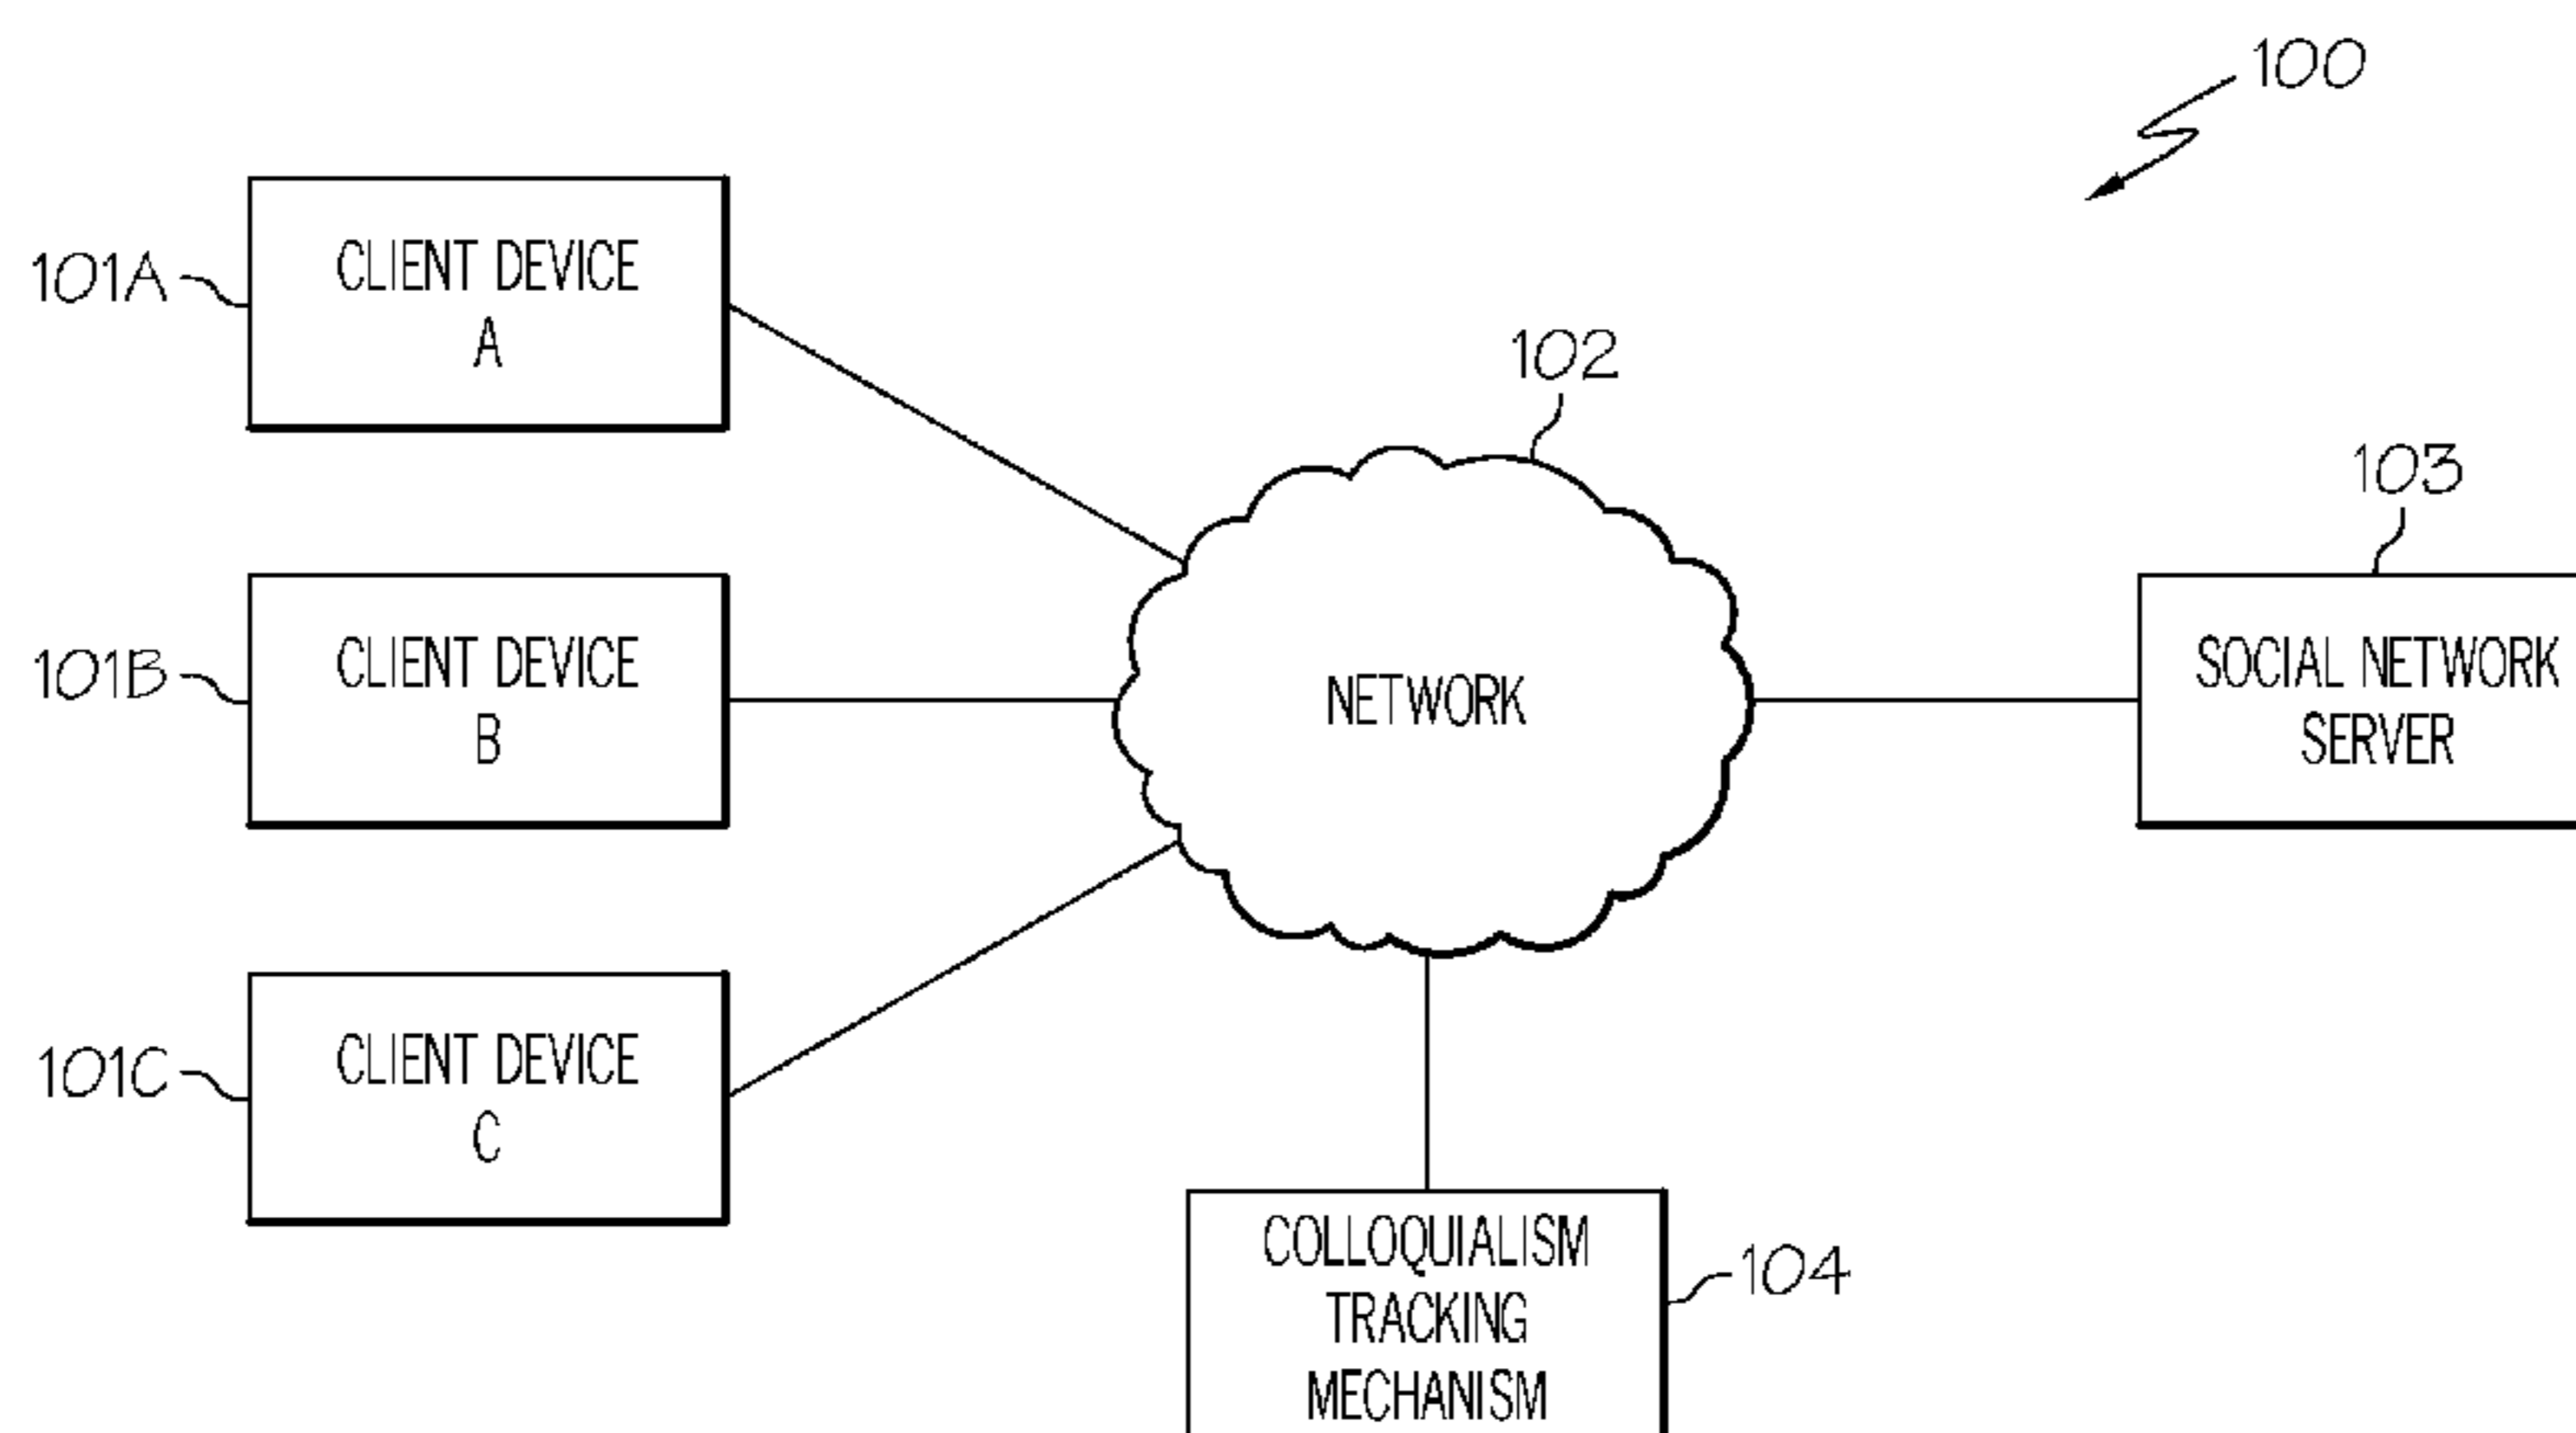 100
101A
CLIENT DEVICE
A
102
103
101B
CLIENT DEVICE
B
NETWORK
SOCIAL NETWORK
SERVER
101C
CLIENT DEVICE
C
COLLOQUIALISM
TRACKING
MECHANISM
104